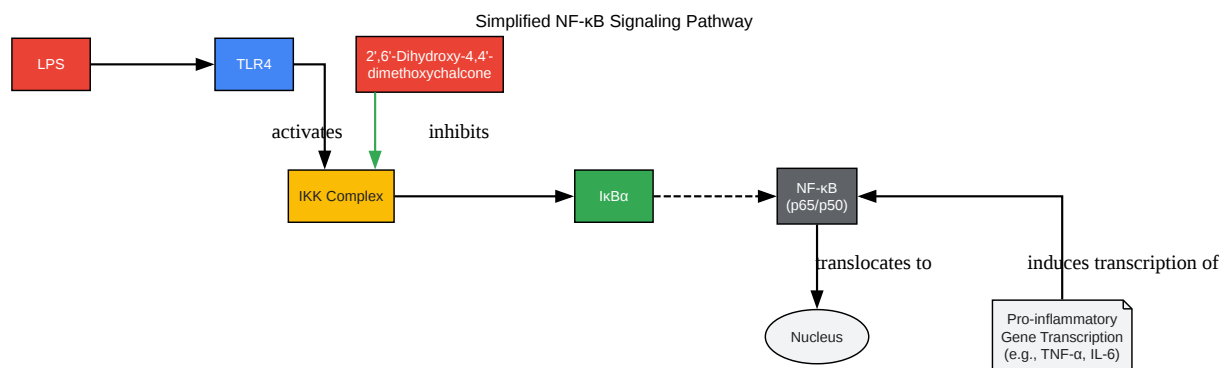 Simplified NF-κB Signaling Pathway
LPS
TLR4
2',6'-Dihydroxy-4,4'-
dimethoxychalcone
activates
inhibits
IKK Complex
IκBα
NF-κB
(p65/p50)
translocates to
induces transcription of
Nucleus
Pro-inflammatory
Gene Transcription
(e.g., TNF-α, IL-6)